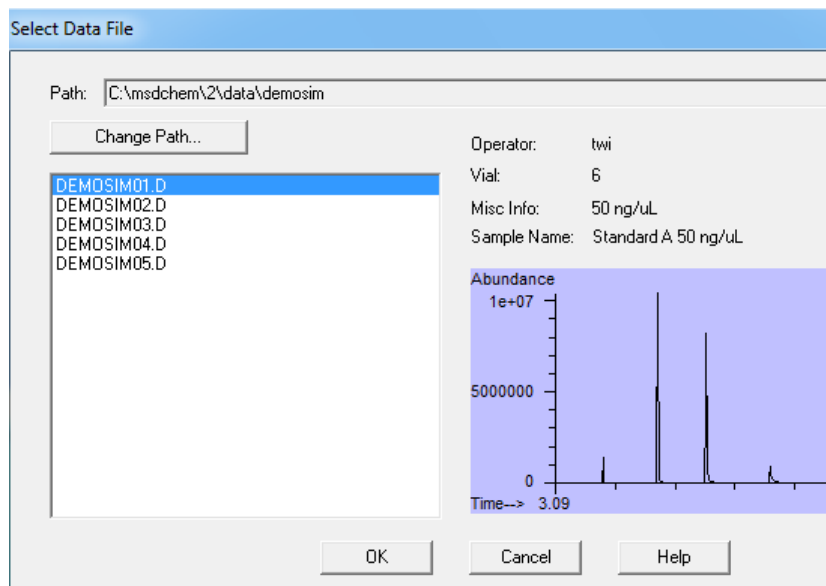 Select Data File
Path: C:\msdchem\2\data\demosim
Change Path...
DEMOSIM01.D
DEMOSIM02.D
DEMOSIM03.D
DEMOSIM04.D
DEMOSIM05.D
Operator: twi
Vial: 6
Misc Info: 50 ng/uL
Sample Name: Standard A 50 ng/uL
Abundance
1e+07
5000000
0
Time--> 3.09
OK Cancel Help